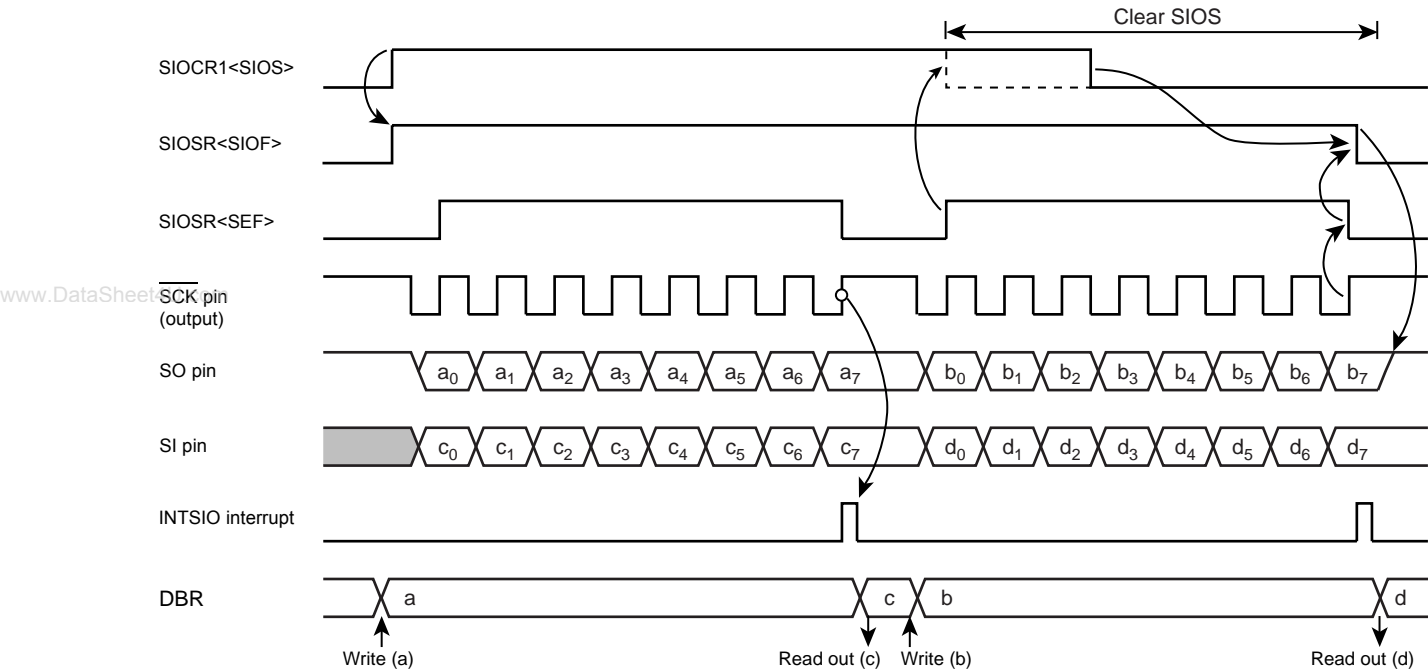 Clear SIOS
SIOCR1<SIOS>
SIOSR<SIOF>
SIOSR<SEF>
www.DataSheet4U.com
SCK pin
(output)
SO pin
a0 a1 a2 a3 a4 a5 a6 a7 b0 b1 b2 b3 b4 b5 b6 b7
SI pin
c0 c1 c2 c3 c4 c5 c6 c7 d0 d1 d2 d3 d4 d5 d6 d7
INTSIO interrupt
DBR
a c b d
Write (a) Read out (c) Write (b) Read out (d)